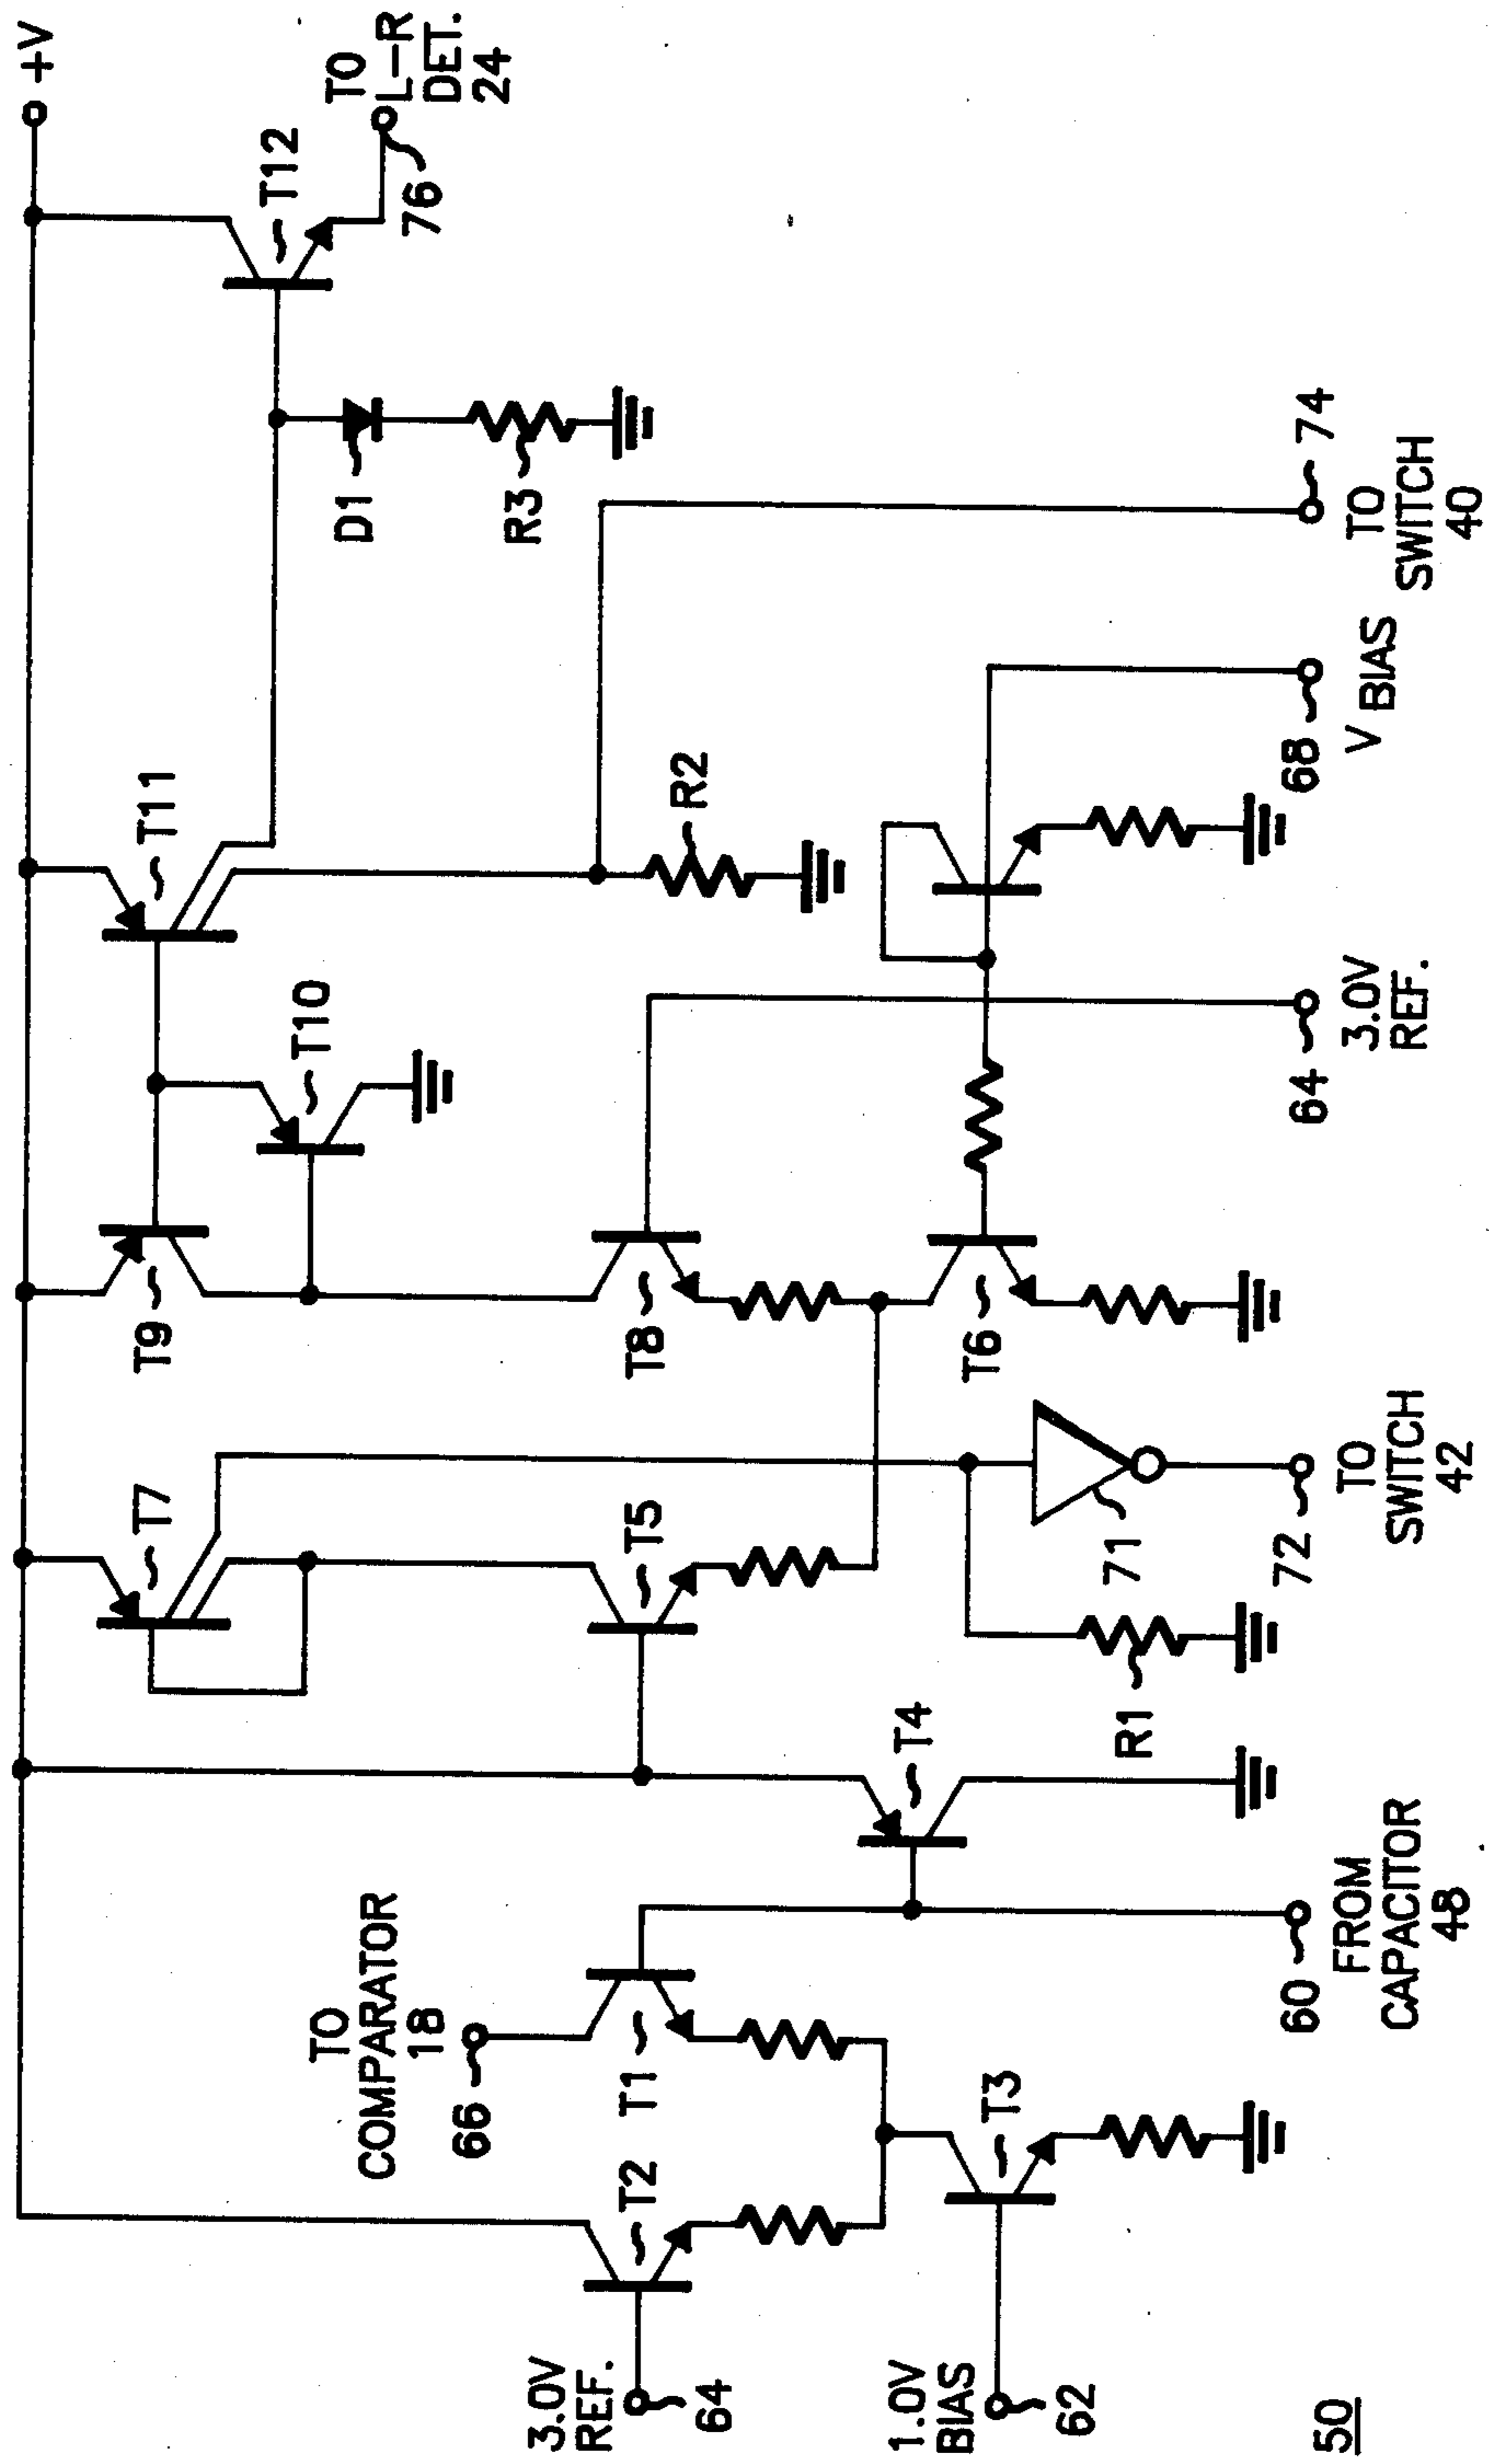 +V
TO
L-R
DET.
24
T12
76
T11
T9
T10
D1
R3
T7
R2
TO
COMPARATOR
18
66
T1
T2
3.0V
REF.
64
T5
T8
T4
T6
T3
1.0V
BIAS
62
R1
71
60
FROM
CAPACITOR
48
72
TO
SWITCH
42
64
3.0V
REF.
68
V BIAS
74
TO
SWITCH
40
50